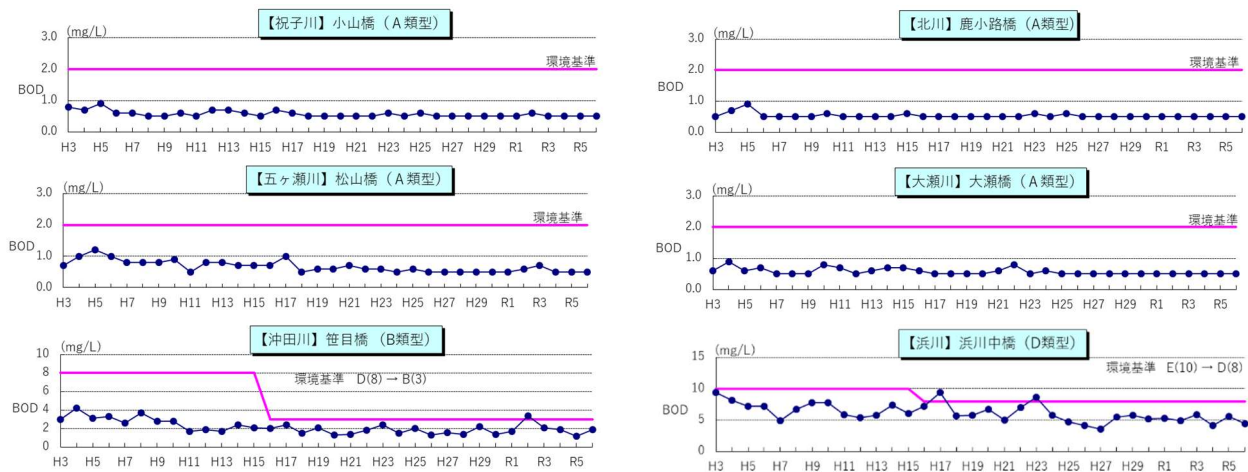 【祝子川】小山橋（Ａ類型）
(mg/L)
3.0
2.0
1.0
0.0
BOD
環境基準
H3 H5 H7 H9 H11 H13 H15 H17 H19 H21 H23 H25 H27 H29 R1 R3 R5
【北川】鹿小路橋（A類型）
(mg/L)
3.0
2.0
1.0
0.0
BOD
環境基準
H3 H5 H7 H9 H11 H13 H15 H17 H19 H21 H23 H25 H27 H29 R1 R3 R5
【五ヶ瀬川】松山橋（Ａ類型）
(mg/L)
3.0
2.0
1.0
0.0
BOD
環境基準
H3 H5 H7 H9 H11 H13 H15 H17 H19 H21 H23 H25 H27 H29 R1 R3 R5
【大瀬川】大瀬橋（Ａ類型）
(mg/L)
3.0
2.0
1.0
0.0
BOD
環境基準
H3 H5 H7 H9 H11 H13 H15 H17 H19 H21 H23 H25 H27 H29 R1 R3 R5
【沖田川】笹目橋（B類型）
(mg/L)
10
8
6
4
2
0
BOD
環境基準 D(8) → B(3)
H3 H5 H7 H9 H11 H13 H15 H17 H19 H21 H23 H25 H27 H29 R1 R3 R5
【浜川】浜川中橋（D類型）
(mg/L)
15
10
5
0
BOD
環境基準 E(10) → D(8)
H3 H5 H7 H9 H11 H13 H15 H17 H19 H21 H23 H25 H27 H29 R1 R3 R5